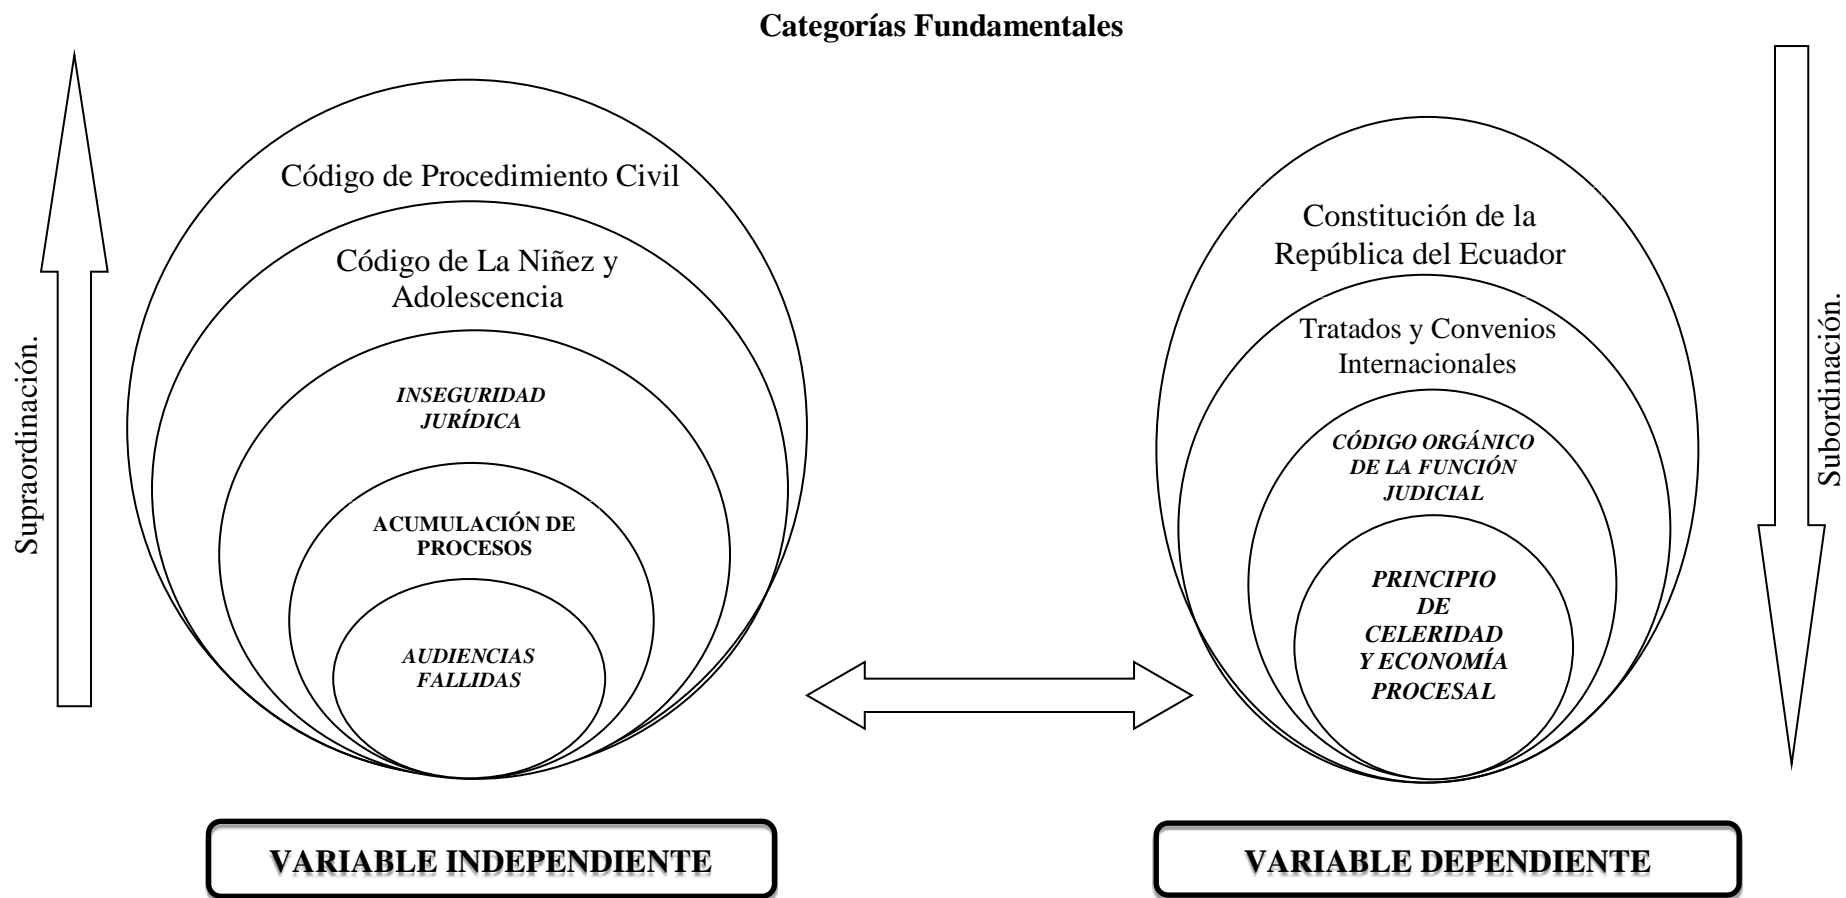 Categorías Fundamentales
Supraordinación.
Código de Procedimiento Civil
Código de La Niñez y
Adolescencia
INSEGURIDAD
JURÍDICA
ACUMULACIÓN DE
PROCESOS
AUDIENCIAS
FALLIDAS
VARIABLE INDEPENDIENTE
Constitución de la
República del Ecuador
Tratados y Convenios
Internacionales
CÓDIGO ORGÁNICO
DE LA FUNCIÓN
JUDICIAL
PRINCIPIO
DE
CELERIDAD
Y ECONOMÍA
PROCESAL
VARIABLE DEPENDIENTE
Subordinación.